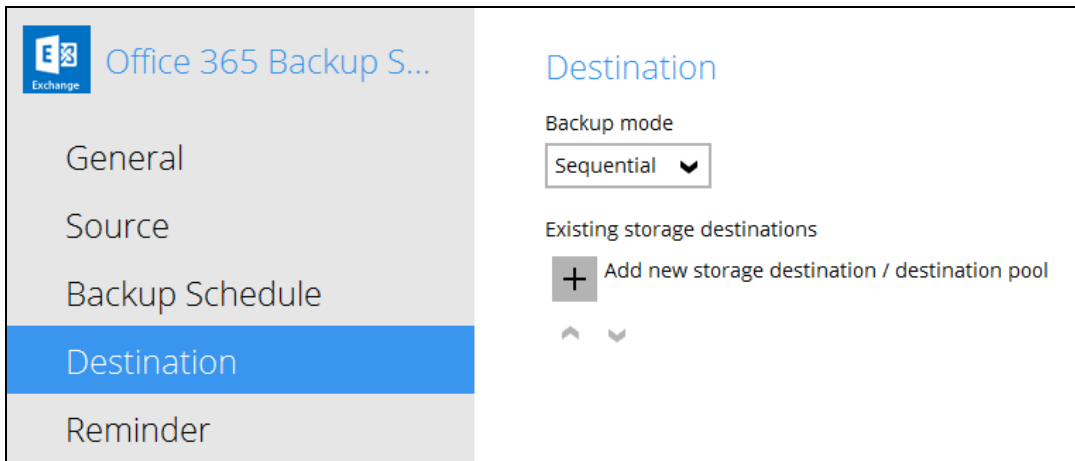 E
Exchange
Office 365 Backup S...
General
Source
Backup Schedule
Destination
Reminder
Destination
Backup mode
Sequential
Existing storage destinations
+ Add new storage destination / destination pool